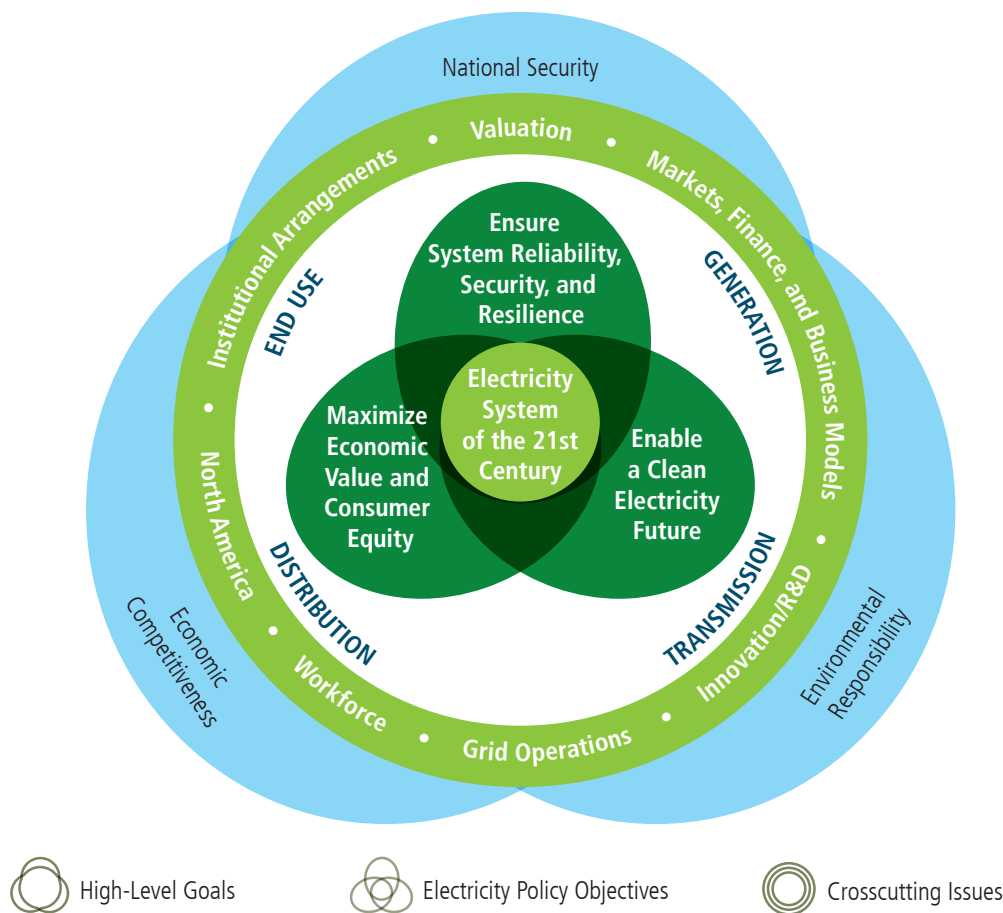 National Security
Valuation
Markets, Finance, and Business Models
Innovation/R&D
Grid Operations
Workforce
North America
Institutional Arrangements
END USE
GENERATION
TRANSMISSION
DISTRIBUTION
Ensure
System Reliability,
Security, and
Resilience
Electricity
System
of the 21st
Century
Maximize
Economic
Value and
Consumer
Equity
Enable
a Clean
Electricity
Future
Economic
Competitiveness
Environmental
Responsibility
High-Level Goals
Electricity Policy Objectives
Crosscutting Issues